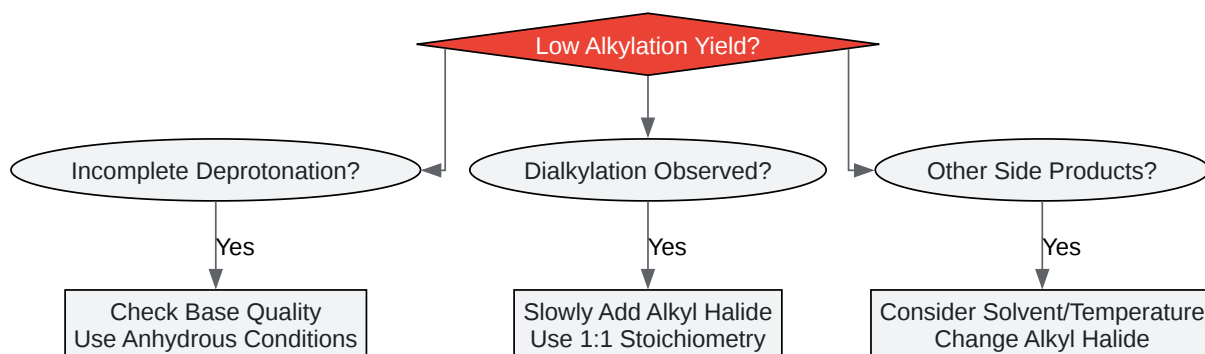 Low Alkylation Yield?
Incomplete Deprotonation?
Dialkylation Observed?
Other Side Products?
Yes
Yes
Yes
Check Base Quality
Use Anhydrous Conditions
Slowly Add Alkyl Halide
Use 1:1 Stoichiometry
Consider Solvent/Temperature
Change Alkyl Halide